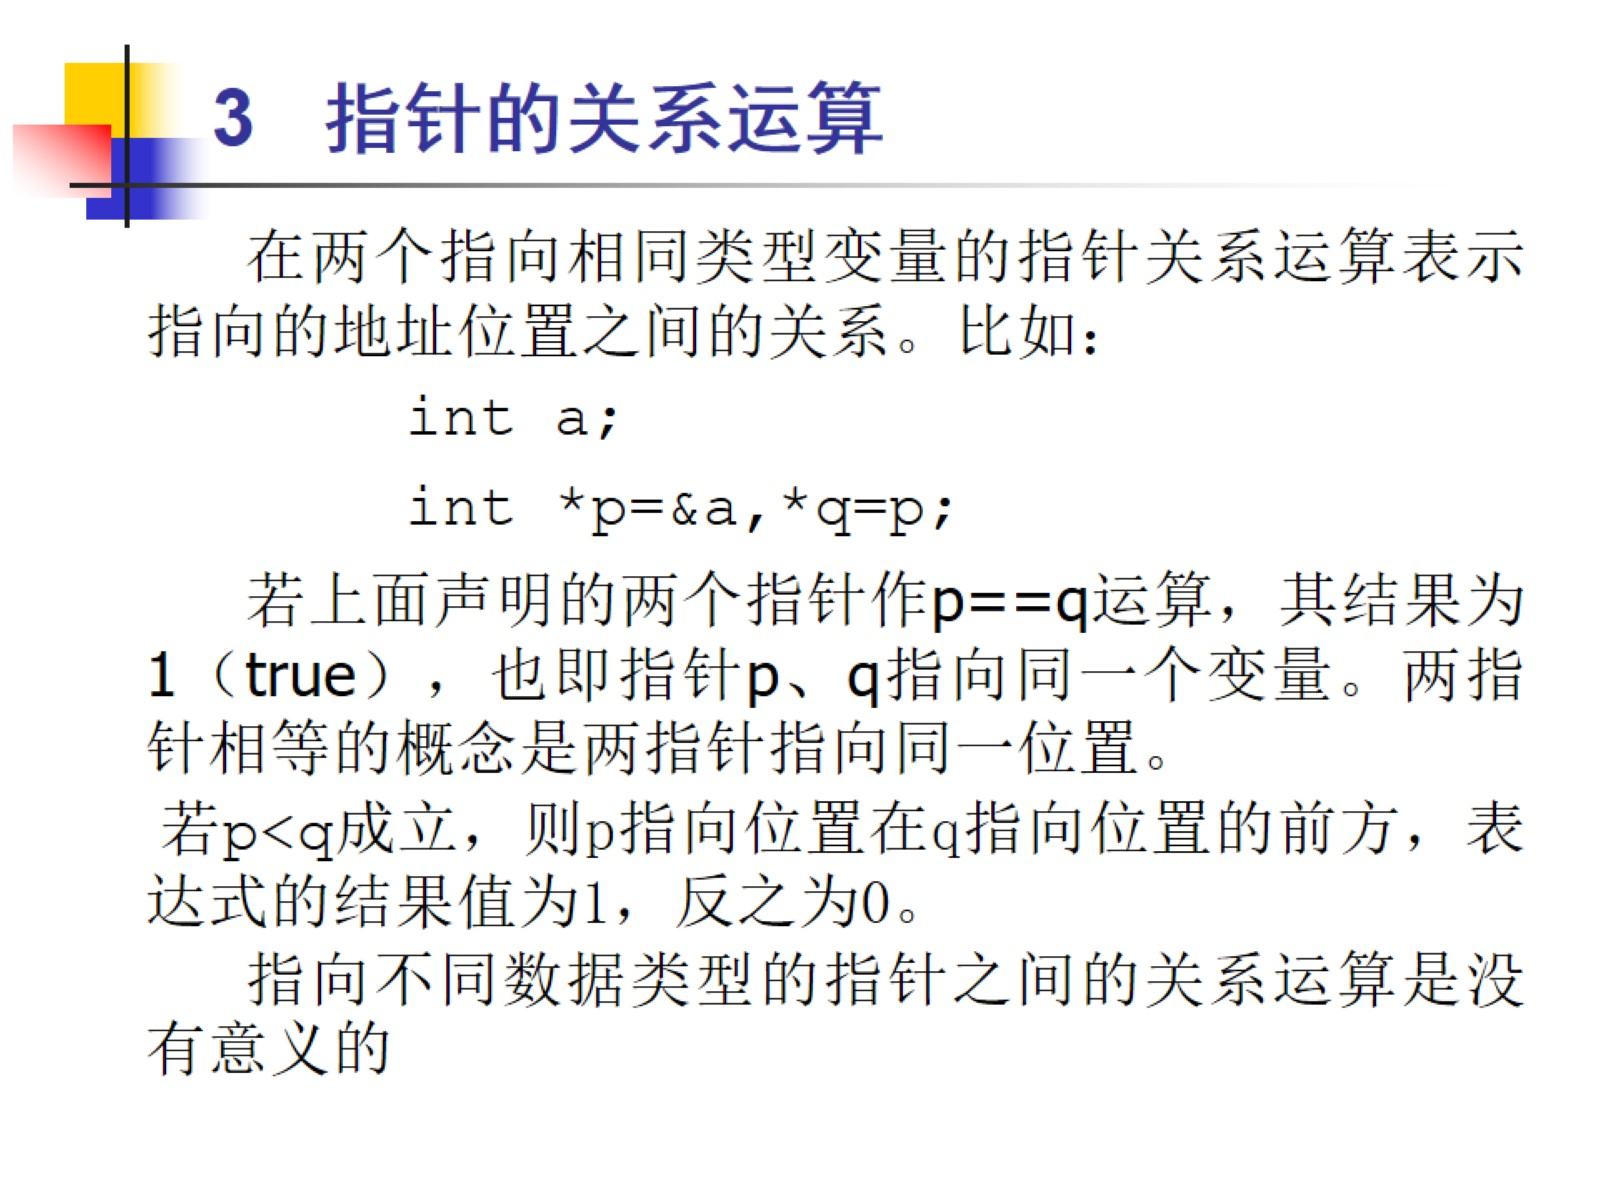 3 指针的关系运算
在两个指向相同类型变量的指针关系运算表示
指向的地址位置之间的关系。比如：
int a;
int *p=&a,*q=p;
若上面声明的两个指针作p==q运算，其结果为
1（true），也即指针p、q指向同一个变量。两指
针相等的概念是两指针指向同一位置。
若p<q成立，则p指向位置在q指向位置的前方，表
达式的结果值为1，反之为0。
指向不同数据类型的指针之间的关系运算是没
有意义的